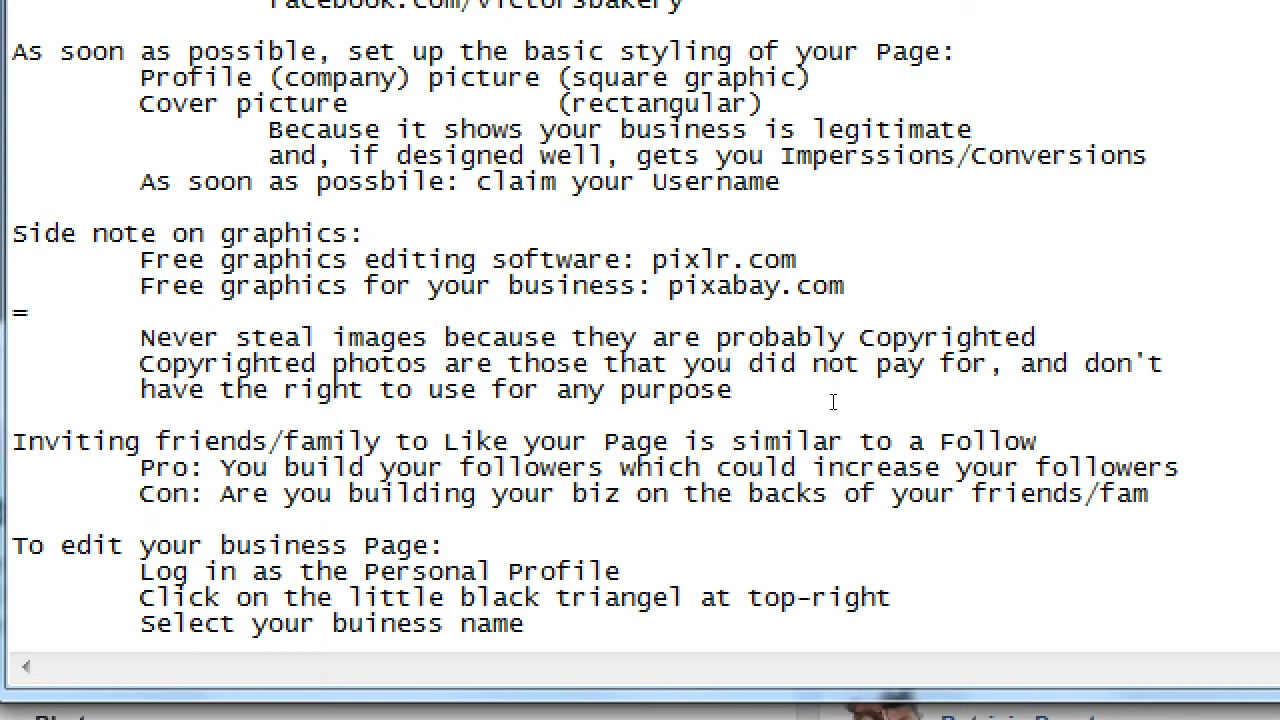 facebook.com/victorsbakery
As soon as possible, set up the basic styling of your Page:
Profile (company) picture (square graphic)
Cover picture (rectangular)
Because it shows your business is legitimate
and, if designed well, gets you Imperssions/Conversions
As soon as possbile: claim your Username
Side note on graphics:
Free graphics editing software: pixlr.com
Free graphics for your business: pixabay.com
=
Never steal images because they are probably Copyrighted
Copyrighted photos are those that you did not pay for, and don't
have the right to use for any purpose
Inviting friends/family to Like your Page is similar to a Follow
Pro: You build your followers which could increase your followers
Con: Are you building your biz on the backs of your friends/fam
To edit your business Page:
Log in as the Personal Profile
Click on the little black triangel at top-right
Select your buiness name